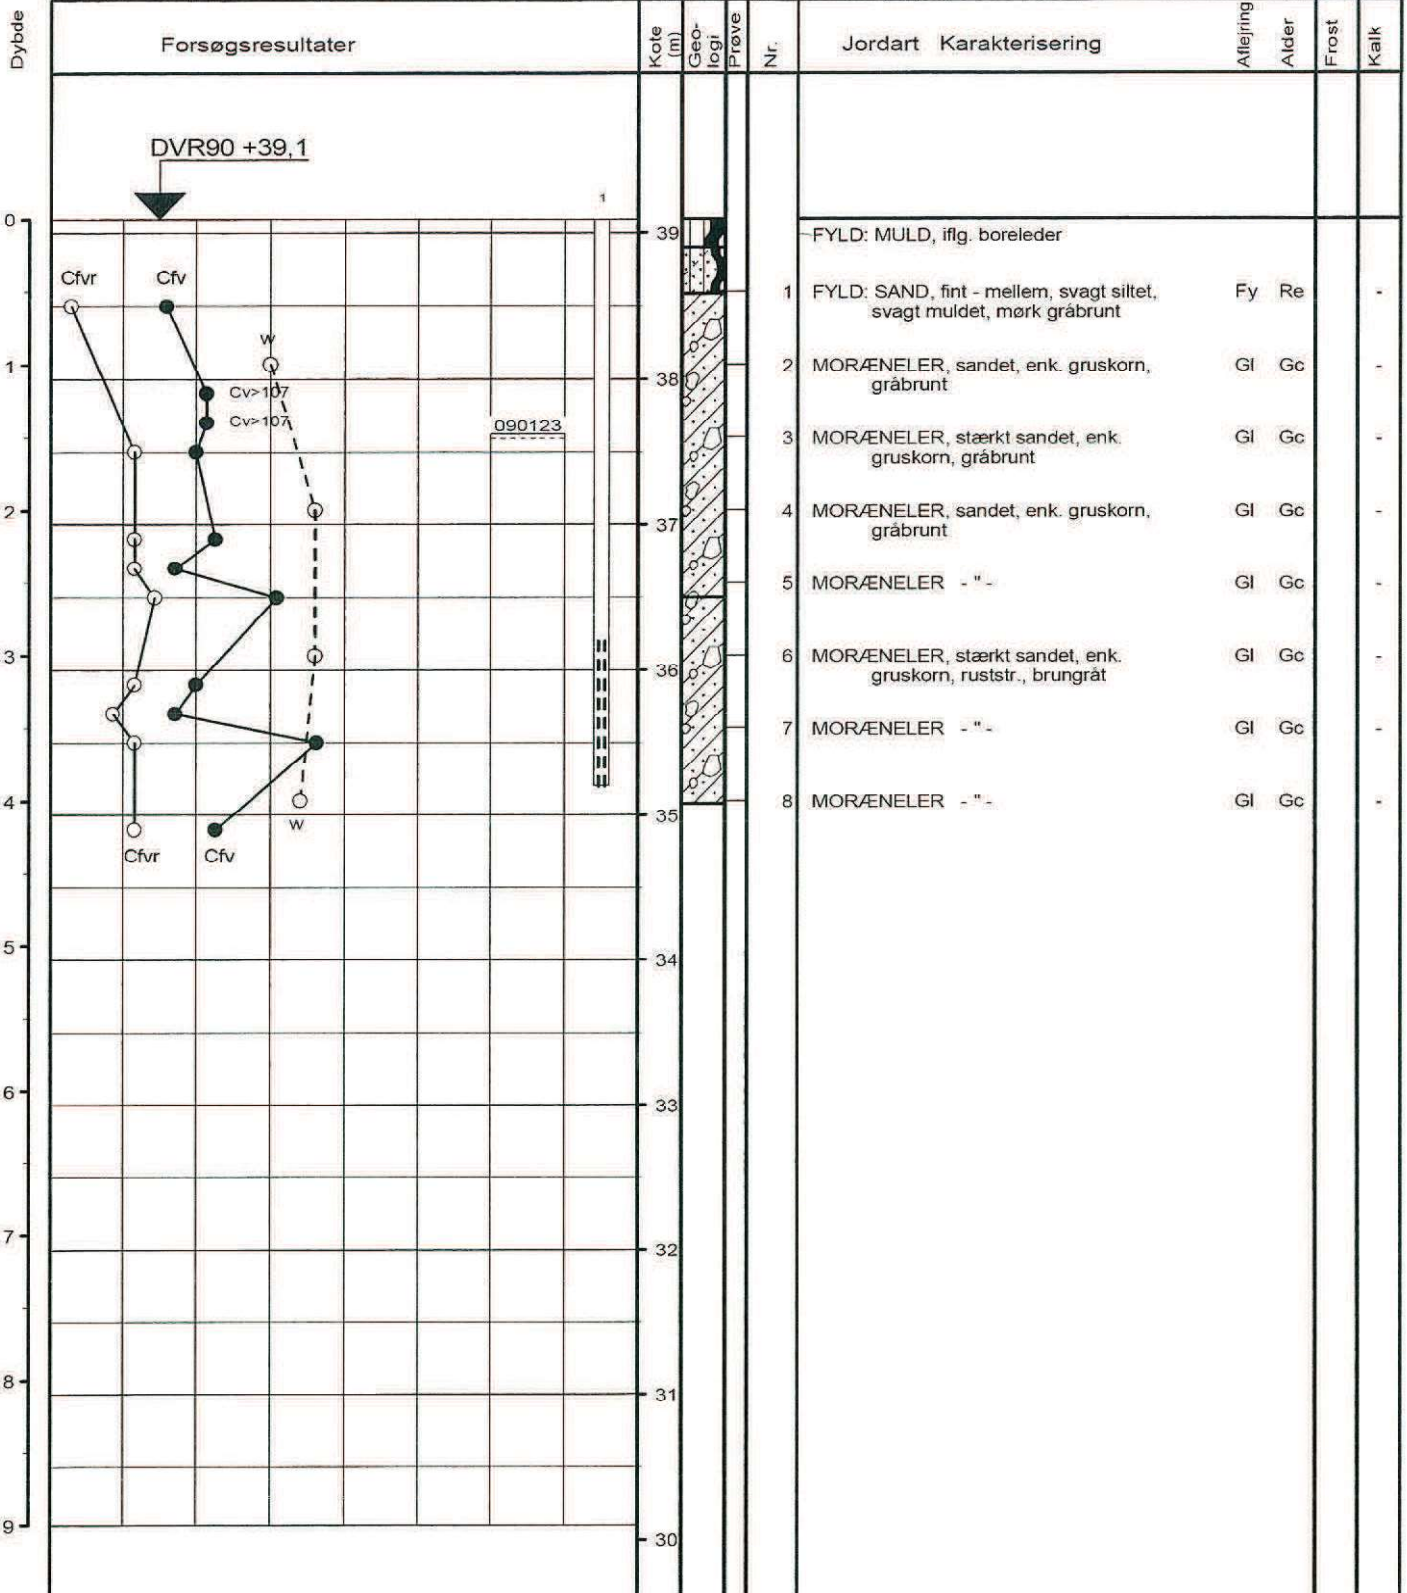 Dybde
Forsøgsresultater
Kote (m)
Geo-
logi
Prøve
Nr.
Jordart Karakterisering
Aflejring
Alder
Frost
Kalk
DVR90 +39,1
1
0
39
FYLD: MULD, iflg. boreleder
Cfvr Cfv
1 FYLD: SAND, fint - mellem, svagt siltet, Fy Re -
svagt muldet, mørk gråbrunt
w
1
38
2 MORÆNELER, sandet, enk. gruskorn, Gl Gc -
gråbrunt
Cv>107
Cv>107
090123
3 MORÆNELER, stærkt sandet, enk. Gl Gc -
gruskorn, gråbrunt
2
37
4 MORÆNELER, sandet, enk. gruskorn, Gl Gc -
gråbrunt
5 MORÆNELER - " - Gl Gc -
3
36
6 MORÆNELER, stærkt sandet, enk. Gl Gc -
gruskorn, ruststr., brungråt
7 MORÆNELER - " - Gl Gc -
4
35
8 MORÆNELER - " - Gl Gc -
w
Cfvr Cfv
5
34
6
33
7
32
8
31
9
30